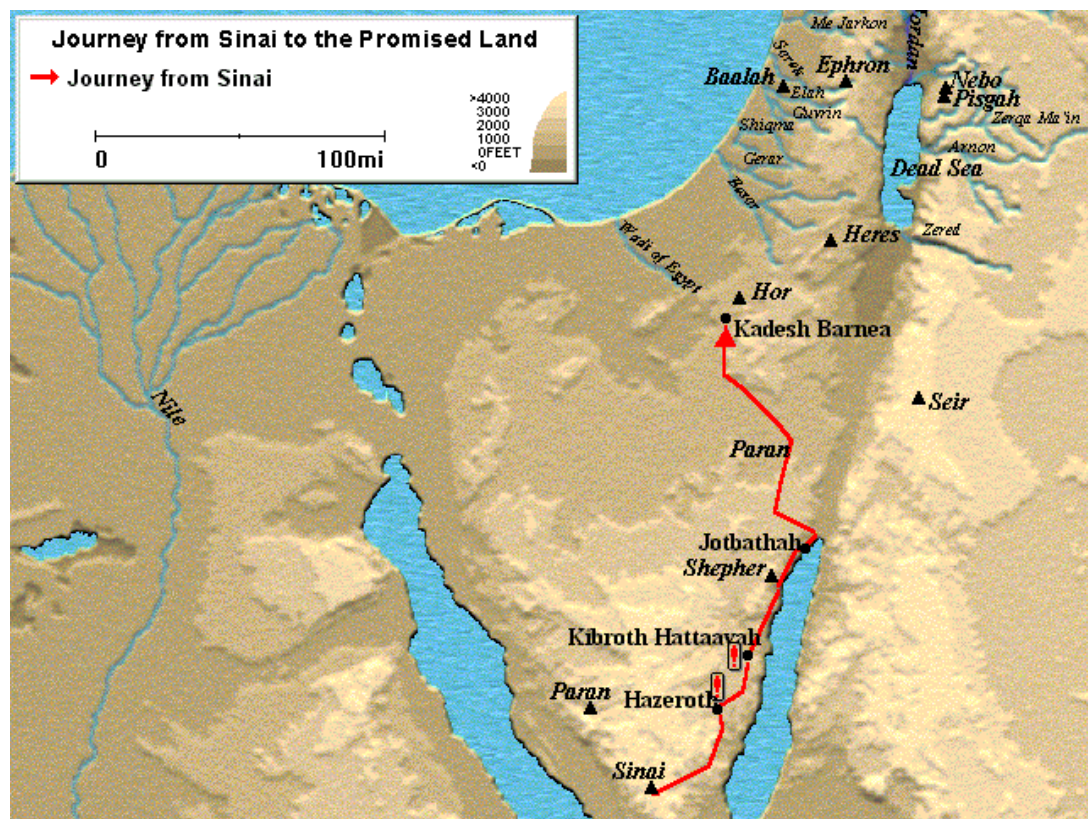 Journey from Sinai to the Promised Land
Journey from Sinai
>4000
3000
2000
1000
0FEET
<0
0 100mi
Me Jarkon
Jordan
Sorek
Ephron
Baalah
Elah
Nebo
Pisgah
Guvrin
Zerqa Ma'in
Shiqma
Arnon
Gerar
Dead Sea
Besor
Zered
Heres
Wadi of Egypt
Hor
Kadesh Barnea
Nile
Seir
Paran
Jotbathah
Shepher
Kibroth Hattaavah
Paran
Hazeroth
Sinai